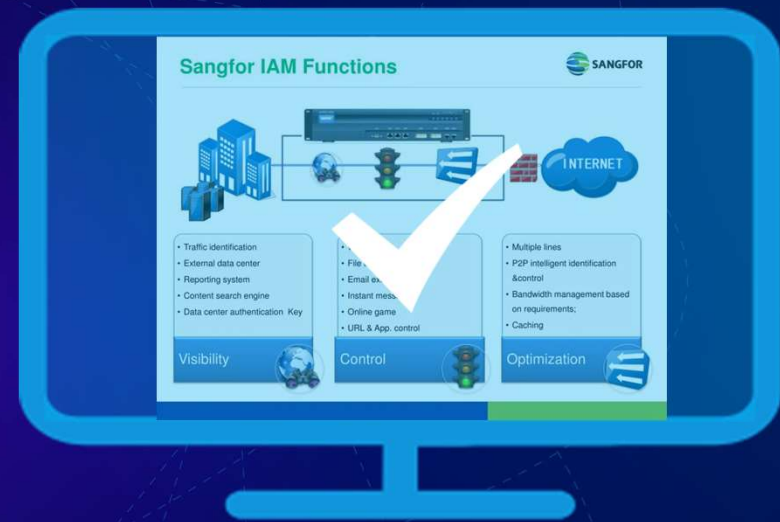 Sangfor IAM Functions
SANGFOR
INTERNET
• Traffic identification
• External data center
• Reporting system
• Content search engine
• Data center authentication Key
Visibility
• File
• Email
• Instant
• Online game
• URL & App. control
Control
• Multiple lines
• P2P intelligent identification
&control
• Bandwidth management based
on requirements;
• Caching
Optimization